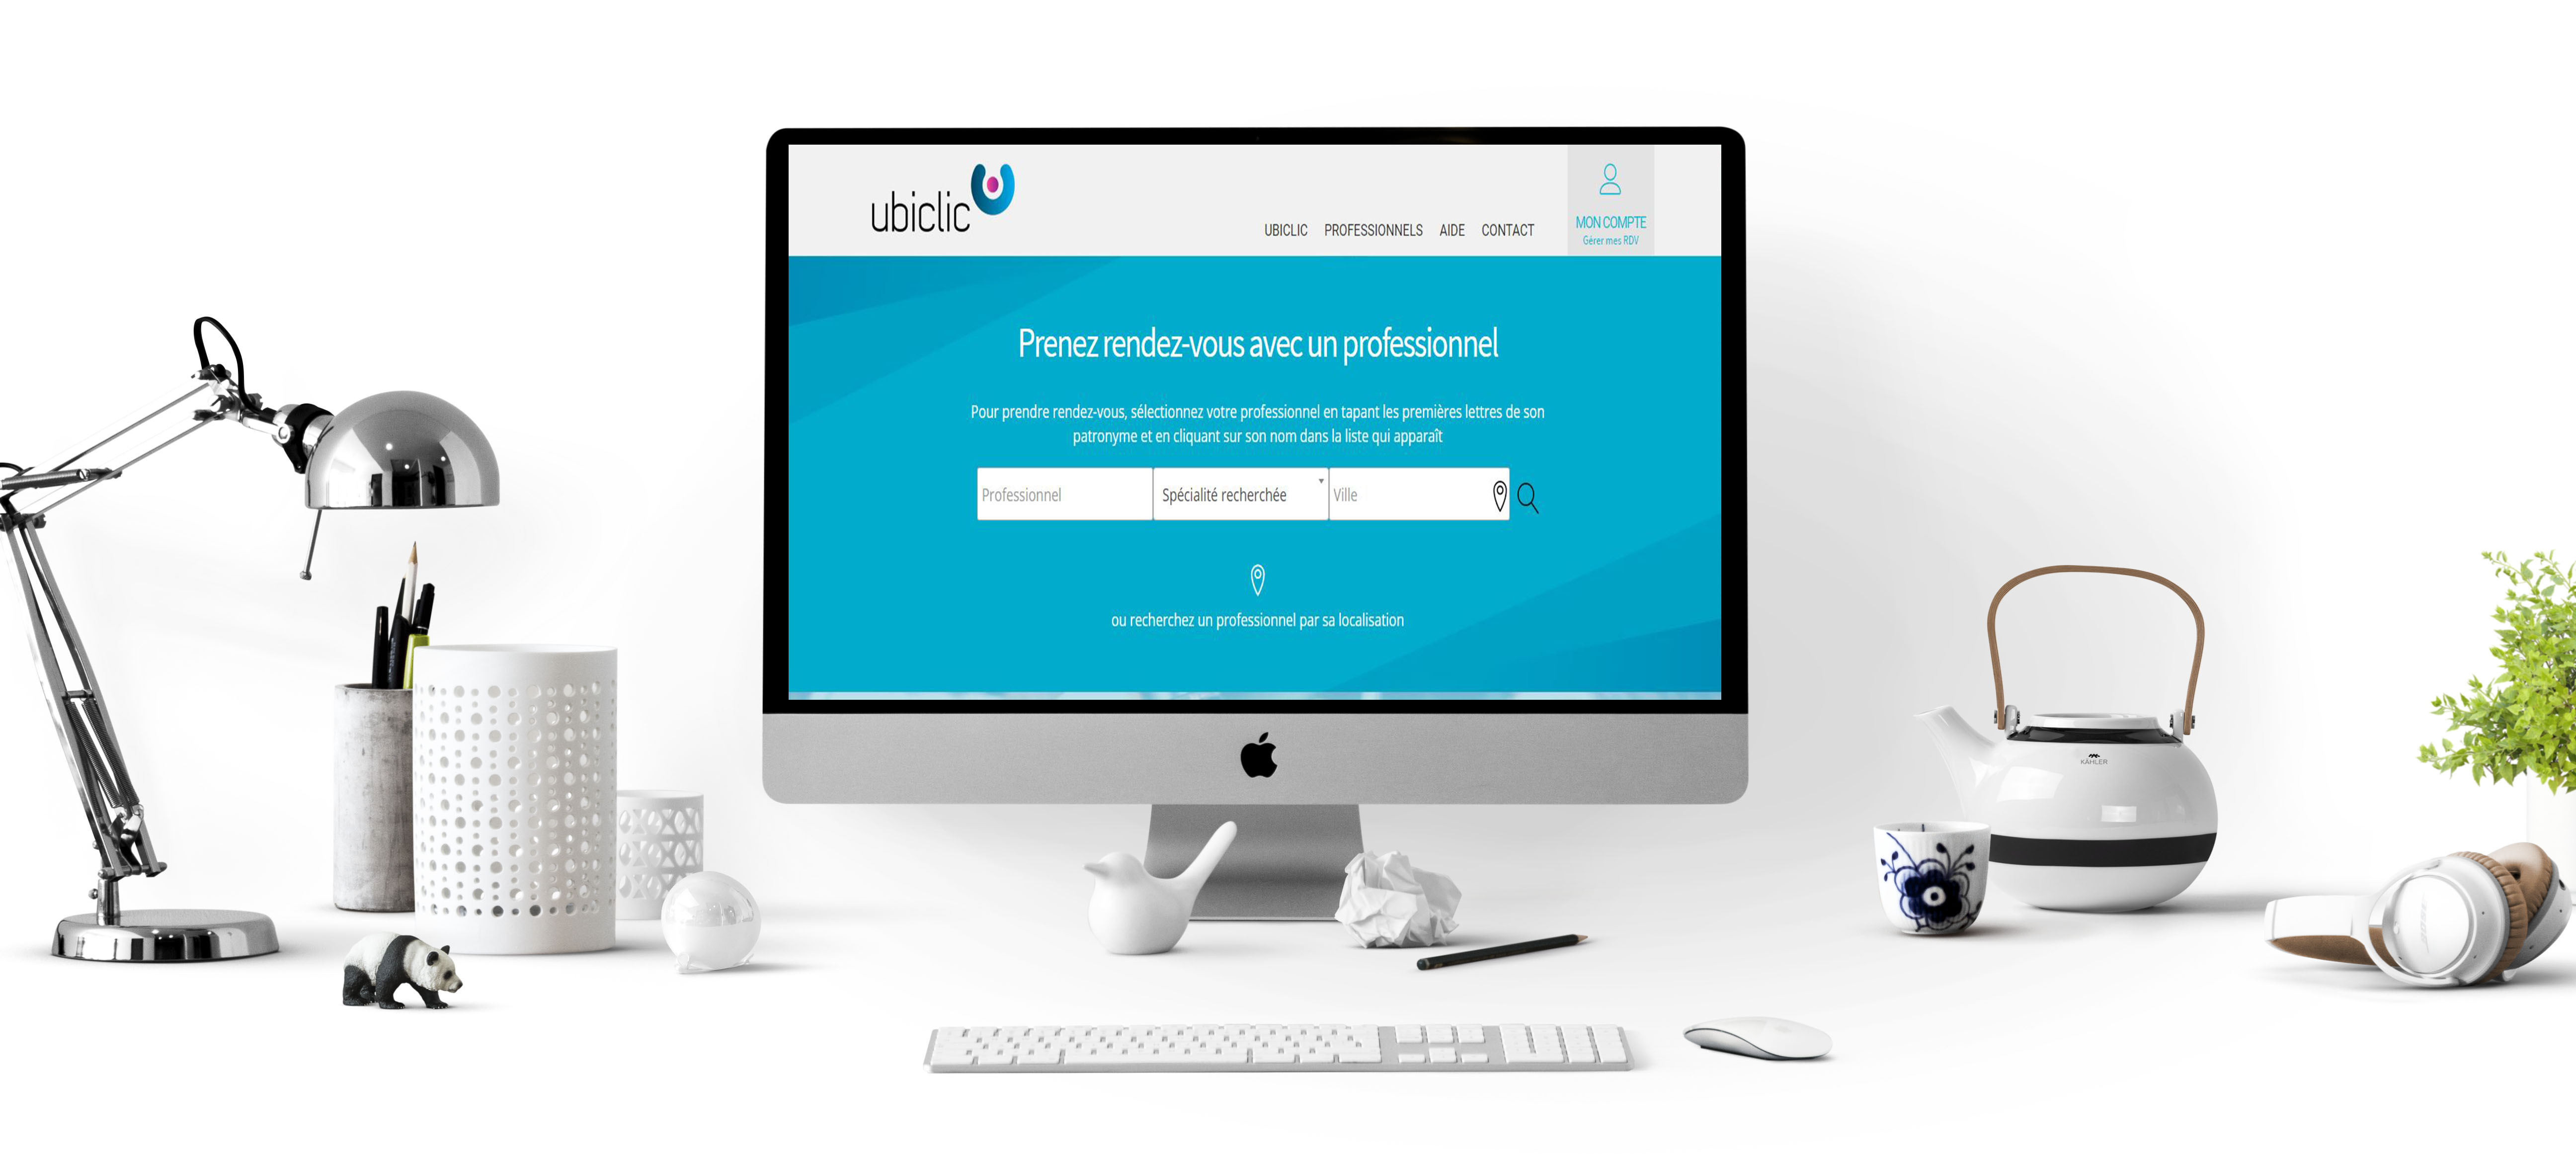 ubiclic
UBICLIC PROFESSIONNELS AIDE CONTACT
MON COMPTE
Gérer mes RDV
Prenez rendez-vous avec un professionnel
Pour prendre rendez-vous, sélectionnez votre professionnel en tapant les premières lettres de son
patronyme et en cliquant sur son nom dans la liste qui apparaît
Professionnel
Spécialité recherchée
Ville
ou recherchez un professionnel par sa localisation
KÄHLER
BOSE